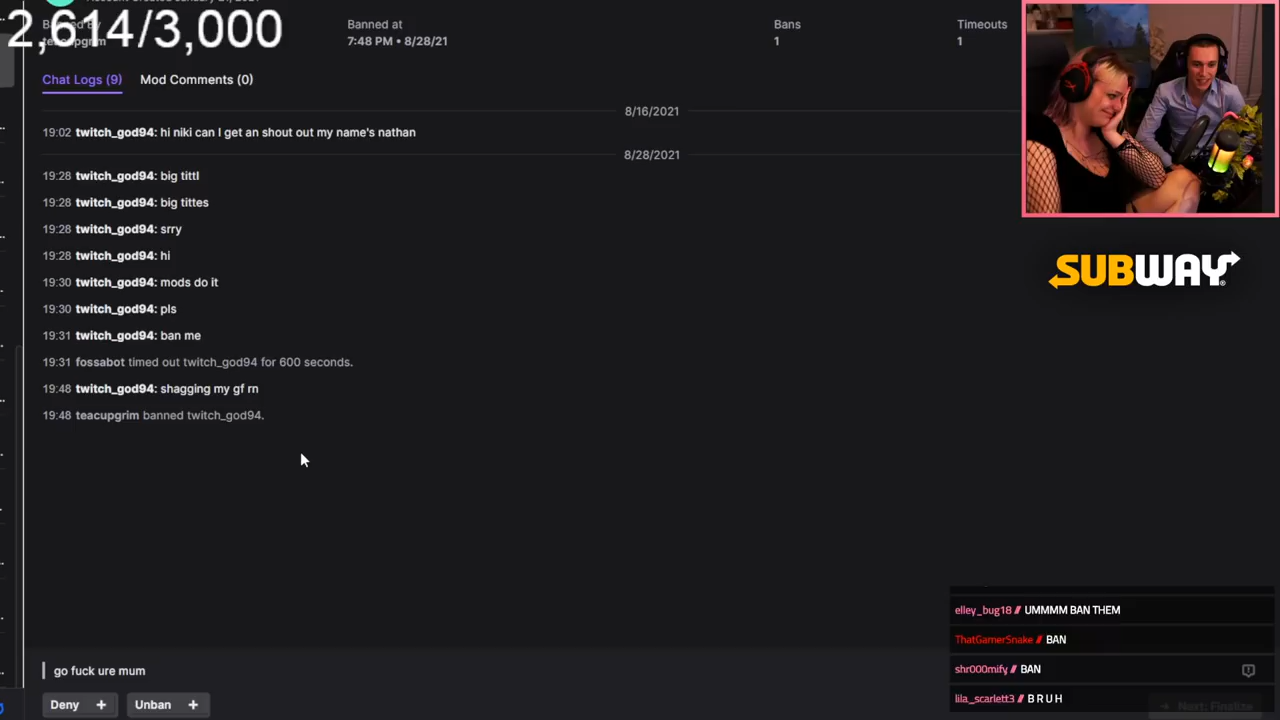 2,614/3,000
Banned at
7:48 PM • 8/28/21
Bans
1
Timeouts
1
Chat Logs (9)
Mod Comments (0)
8/16/2021
19:02 twitch_god94: hi niki can I get an shout out my name's nathan
8/28/2021
19:28 twitch_god94: big tittl
19:28 twitch_god94: big tittes
19:28 twitch_god94: srry
19:28 twitch_god94: hi
19:30 twitch_god94: mods do it
19:30 twitch_god94: pls
19:31 twitch_god94: ban me
19:31 fossabot timed out twitch_god94 for 600 seconds.
19:48 twitch_god94: shagging my gf rn
19:48 teacupgrim banned twitch_god94.
SUBWAY
elley_bug18 // UMMMM BAN THEM
ThatGamerSnake // BAN
shr000mify // BAN
lila_scarlett3 // B R U H
go fuck ure mum
Deny +
Unban +
Next: Finalize